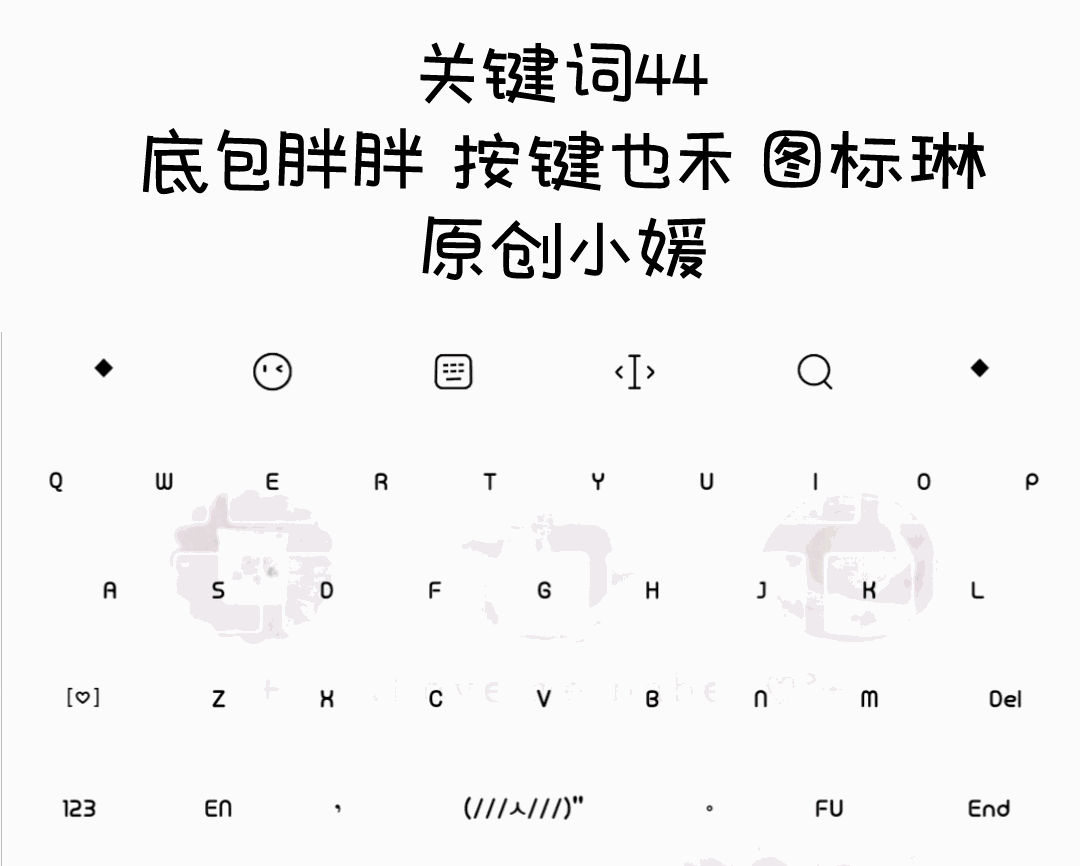 关键词44
底包胖胖 按键也禾 图标琳
原创小媛
Q W E R T Y U I O P
A S D F G H J K L
[♡] Z X C V B N M Del
123 EN , (///人///)" 。 FU End